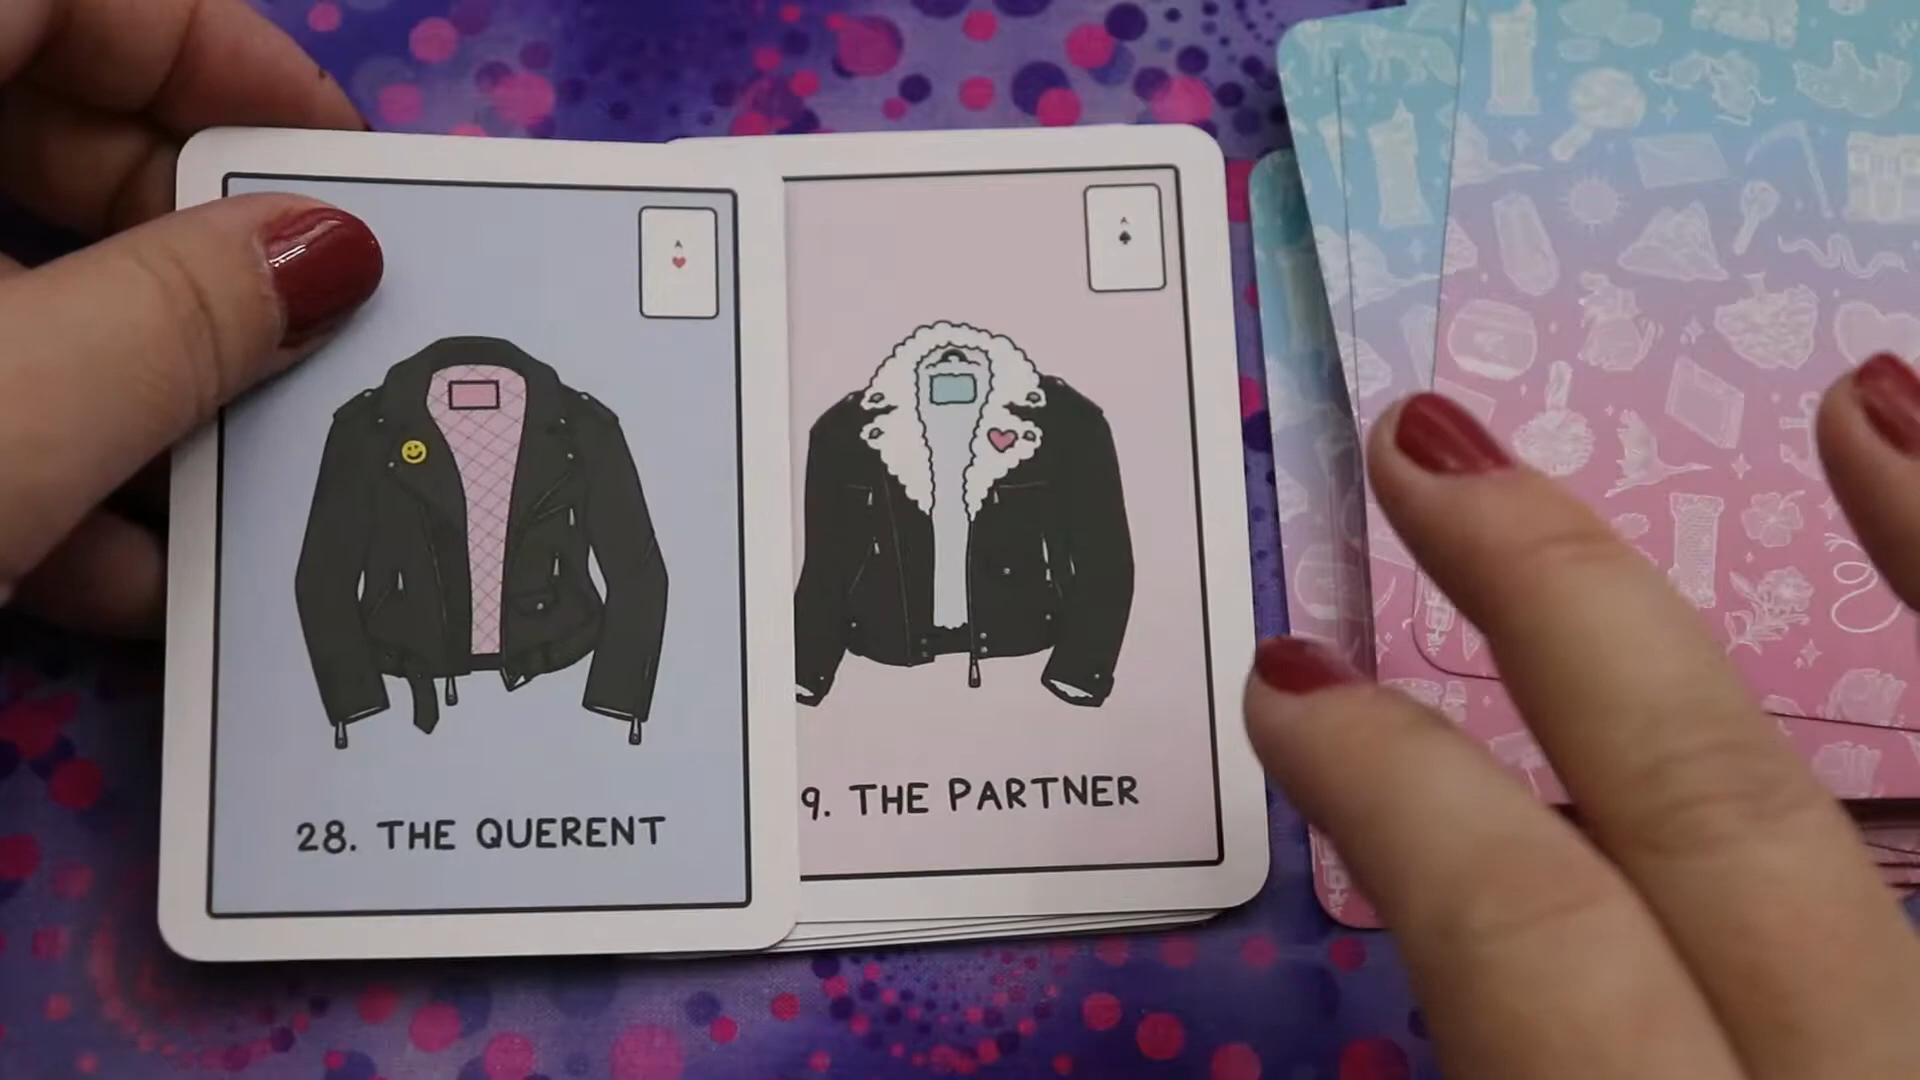 A
28. THE QUERENT
A
9. THE PARTNER